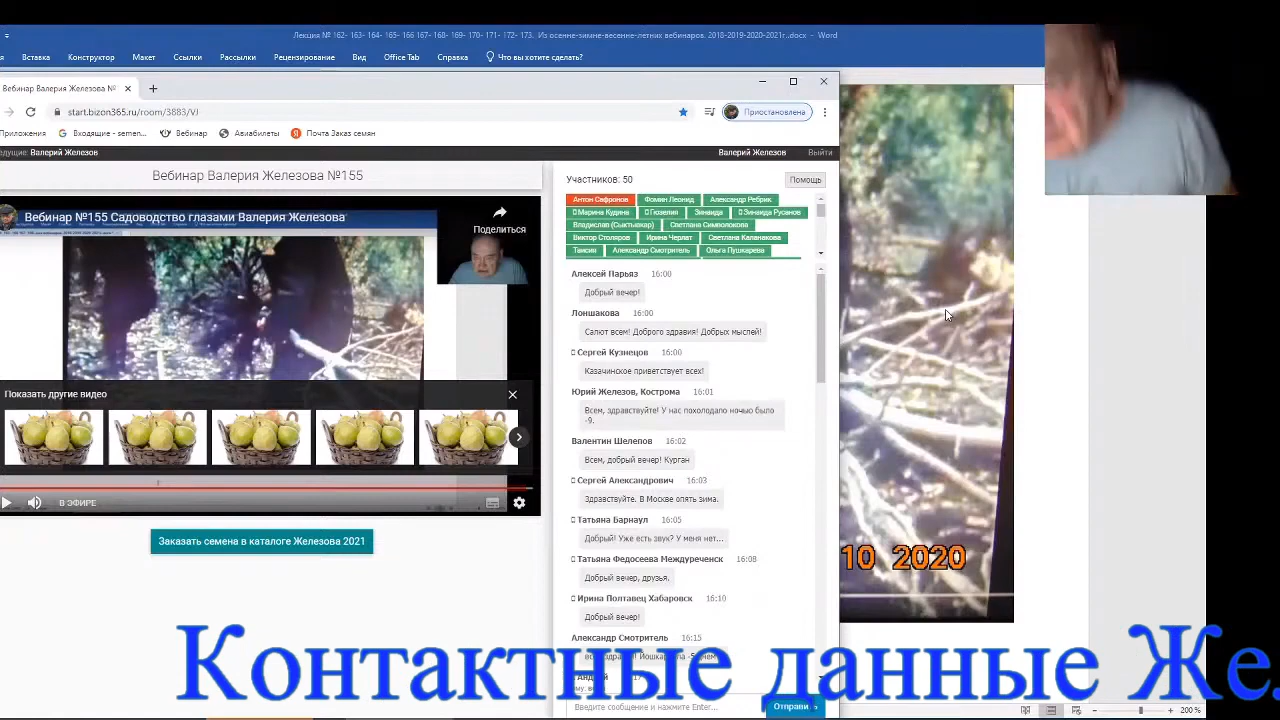 Лекция № 162- 163- 164- 165- 166 167- 168- 169- 170- 171- 172- 173. Из осенне-зимне-весенне-летних вебинаров. 2018-2019-2020-2021г..docx - Word
Вставка Конструктор Макет Ссылки Рассылки Рецензирование Вид Office Tab Справка Что вы хотите сделать?
Вебинар Валерия Железова №
start.bizon365.ru/room/3883/VJ
Приостановлена
Приложения Входящие - semen... Вебинар Авиабилеты Почта Заказ семян
едущие: Валерий Железов
Валерий Железов Выйти
Вебинар Валерия Железова №155
Вебинар №155 Садоводство глазами Валерия Железова
Поделиться
Показать другие видео
В ЭФИРЕ
Заказать семена в каталоге Железова 2021
Участников: 50
Помощь
Антон Сафронов Фомин Леонид Александр Ребрик
Марина Кудина Гюзелия Зинаида Зинаида Русанов
Владислав (Сыктывкар) Светлана Символокова
Виктор Столяров Ирина Черлат Светлана Калачакова
Таисия Александр Смотритель Ольга Пушкарева
Алексей Парьяз 16:00
Добрый вечер!
Лоншакова 16:00
Салют всем! Доброго здравия! Добрых мыслей!
Сергей Кузнецов 16:00
Казачинское приветствует всех!
Юрий Железов, Кострома 16:01
Всем, здравствуйте! У нас похолодало ночью было
-9.
Валентин Шелепов 16:02
Всем, добрый вечер! Курган
Сергей Александрович 16:03
Здравствуйте. В Москве опять зима.
Татьяна Барнаул 16:05
Добрый! Уже есть звук? У меня нет...
Татьяна Федосеева Междуреченск 16:08
Добрый вечер, друзья.
Ирина Полтавец Хабаровск 16:10
Добрый вечер!
Александр Смотритель 16:15
Введите сообщение и нажмите Enter...
Отправить
10 2020
Контактные данные Же
200 %